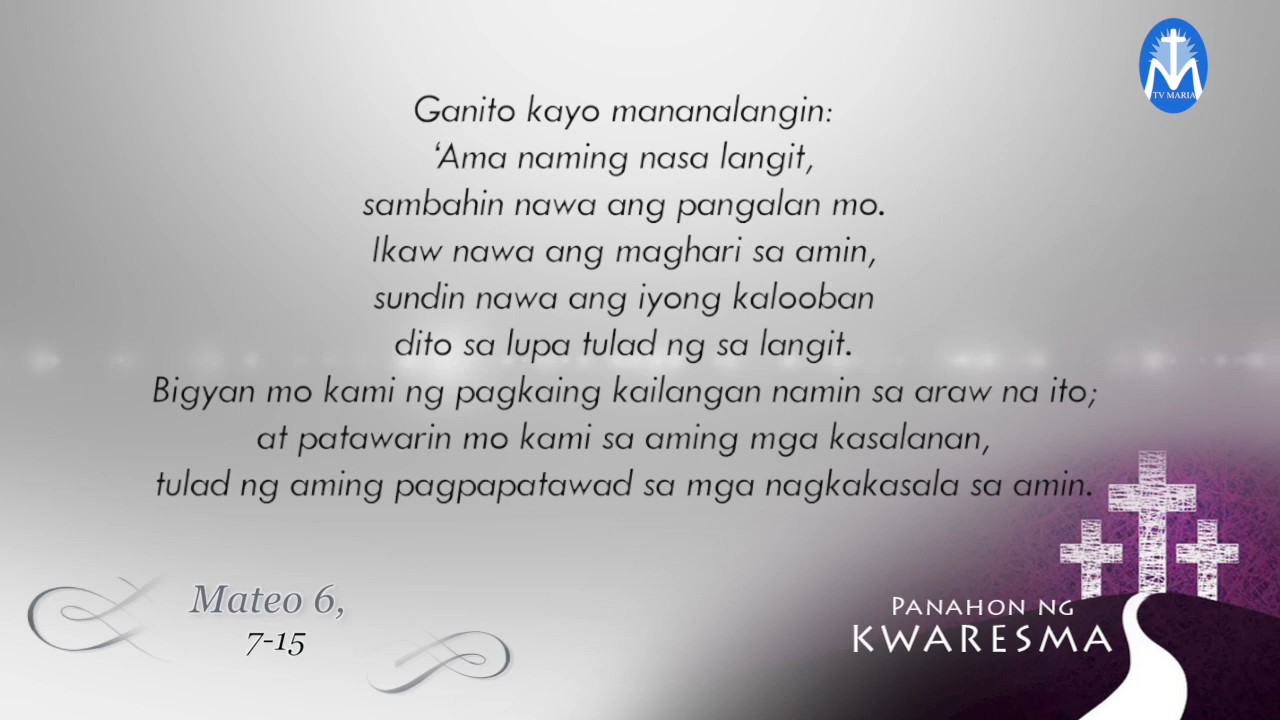 TV MARIA
Ganito kayo mananalangin:
‘Ama naming nasa langit,
sambahin nawa ang pangalan mo.
Ikaw nawa ang maghari sa amin,
sundin nawa ang iyong kalooban
dito sa lupa tulad ng sa langit.
Bigyan mo kami ng pagkaing kailangan namin sa araw na ito;
at patawarin mo kami sa aming mga kasalanan,
tulad ng aming pagpapatawad sa mga nagkakasala sa amin.
Mateo 6,
7-15
PANAHON NG
KWARESMA